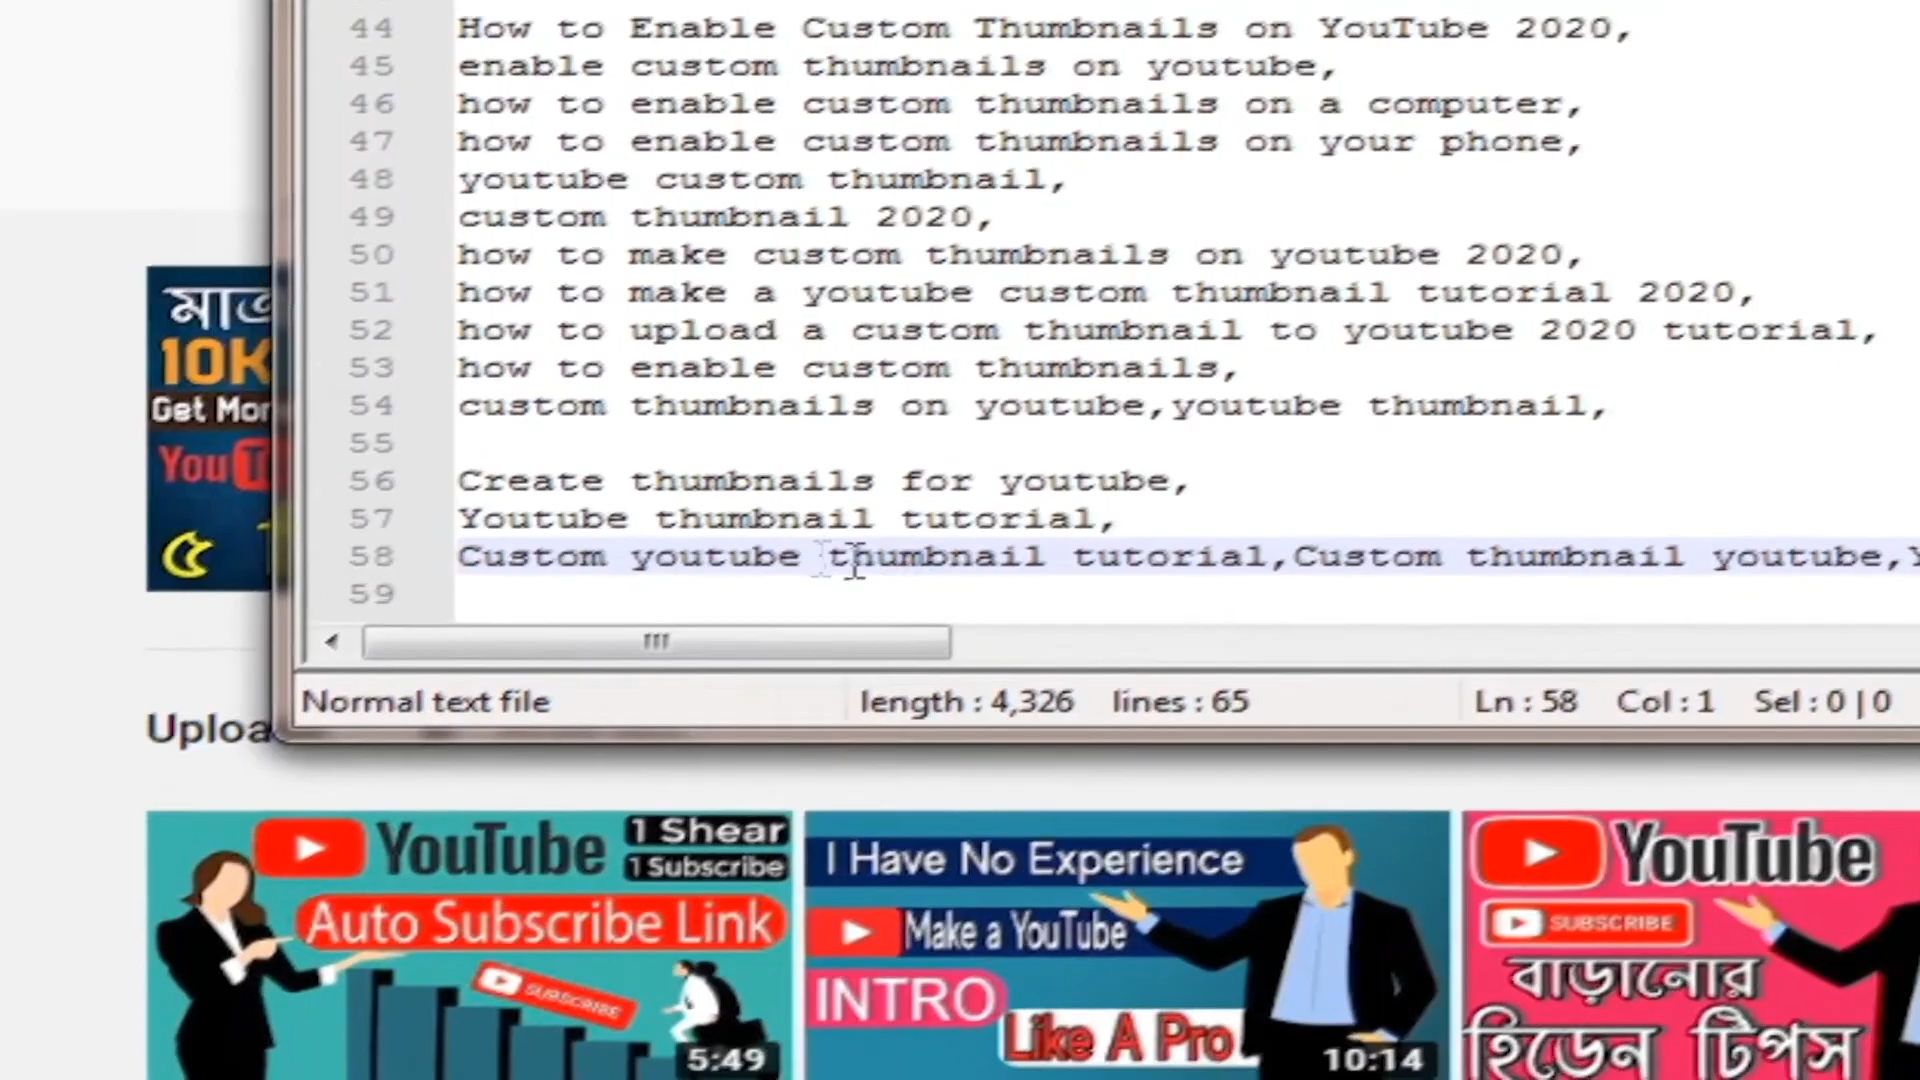 44 How to Enable Custom Thumbnails on YouTube 2020,
45 enable custom thumbnails on youtube,
46 how to enable custom thumbnails on a computer,
47 how to enable custom thumbnails on your phone,
48 youtube custom thumbnail,
49 custom thumbnail 2020,
50 how to make custom thumbnails on youtube 2020,
51 how to make a youtube custom thumbnail tutorial 2020,
52 how to upload a custom thumbnail to youtube 2020 tutorial,
53 how to enable custom thumbnails,
54 custom thumbnails on youtube,youtube thumbnail,
55
56 Create thumbnails for youtube,
57 Youtube thumbnail tutorial,
58 Custom youtube thumbnail tutorial,Custom thumbnail youtube,Y
59
Normal text file length : 4,326 lines : 65 Ln : 58 Col : 1 Sel : 0 | 0
10K
Get
৫
YouTube
1 Shear
1 Subscribe
Auto Subscribe Link
SUBSCRIBE
5:49
I Have No Experience
Make a YouTube
INTRO
Like A Pro
10:14
YouTube
SUBSCRIBE
বাড়ানোর
হিডেন টিপস